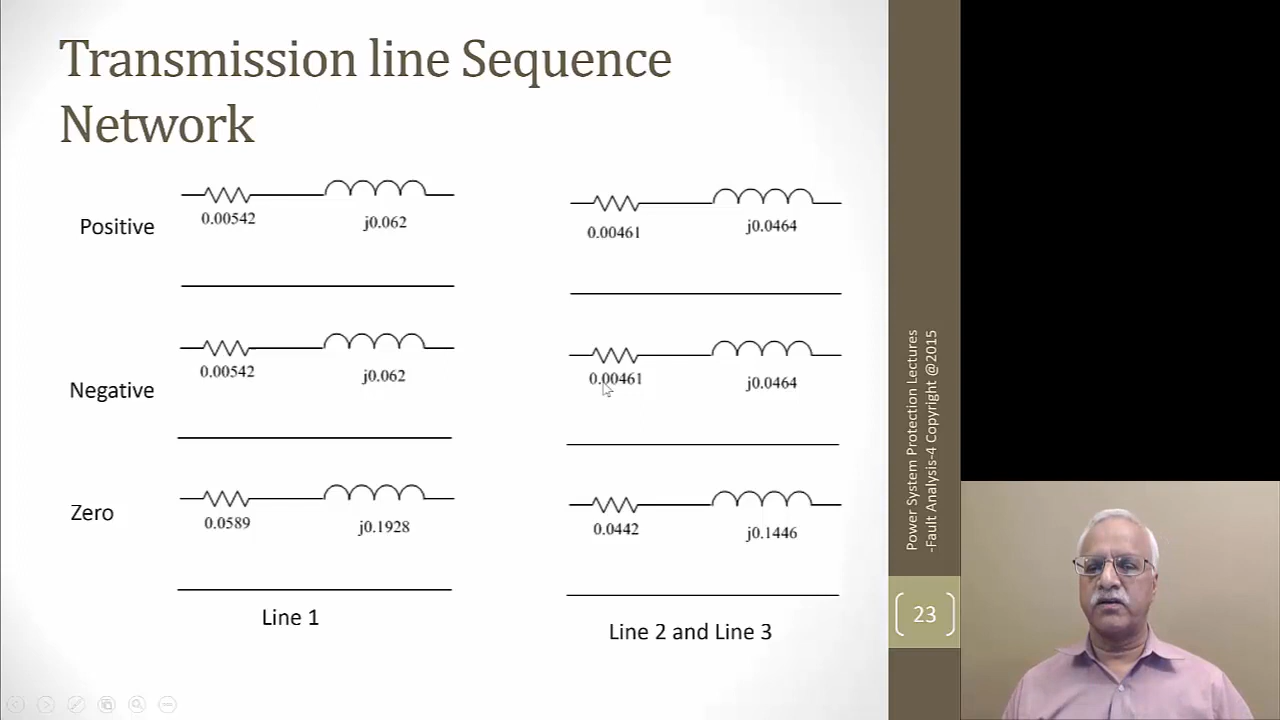 Transmission line Sequence
Network
Positive
0.00542
j0.062
0.00461
j0.0464
Negative
0.00542
j0.062
0.00461
j0.0464
Zero
0.0589
j0.1928
0.0442
j0.1446
Line 1
Line 2 and Line 3
Power System Protection Lectures
-Fault Analysis-4 Copyright @2015
23